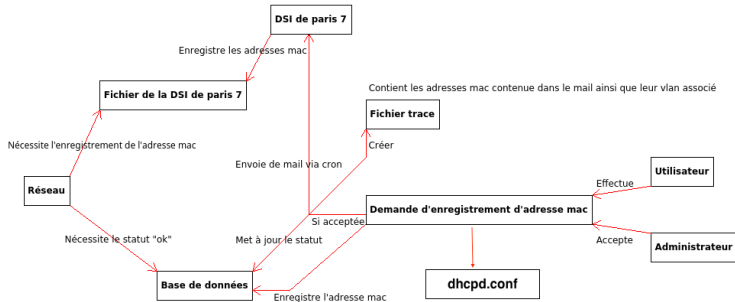 DSI de paris 7
Enregistre les adresses mac
Contient les adresses mac contenue dans le mail ainsi que leur vlan associé
Fichier de la DSI de paris 7
Fichier trace
Nécessite l'enregistrement de l'adresse mac
Créer
Envoie de mail via cron
Utilisateur
Effectue
Réseau
Demande d'enregistrement d'adresse mac
Si acceptée
Nécessite le statut "ok"
Met à jour le statut
Accepte
Administrateur
Base de données
dhcpd.conf
Enregistre l'adresse mac